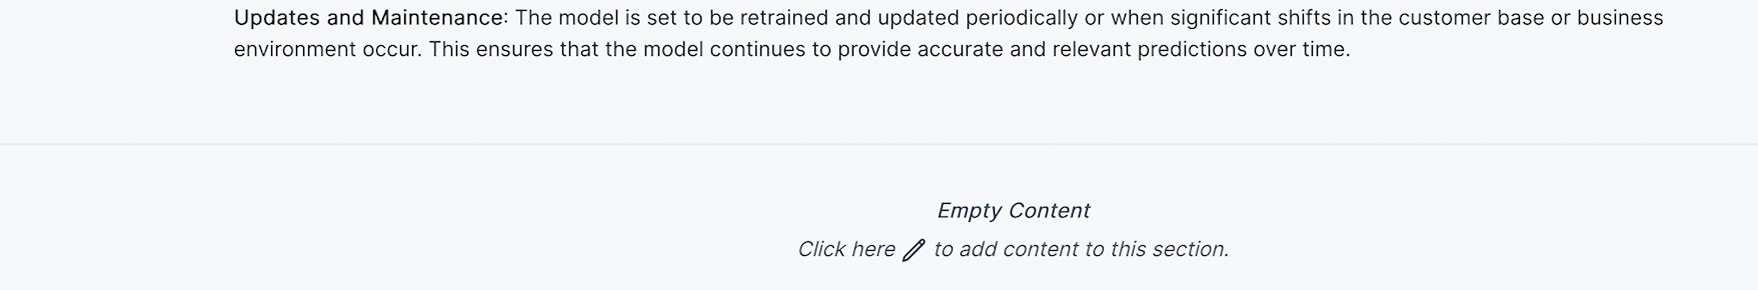 Updates and Maintenance: The model is set to be retrained and updated periodically or when significant shifts in the customer base or business
environment occur. This ensures that the model continues to provide accurate and relevant predictions over time.
Empty Content
Click here to add content to this section.